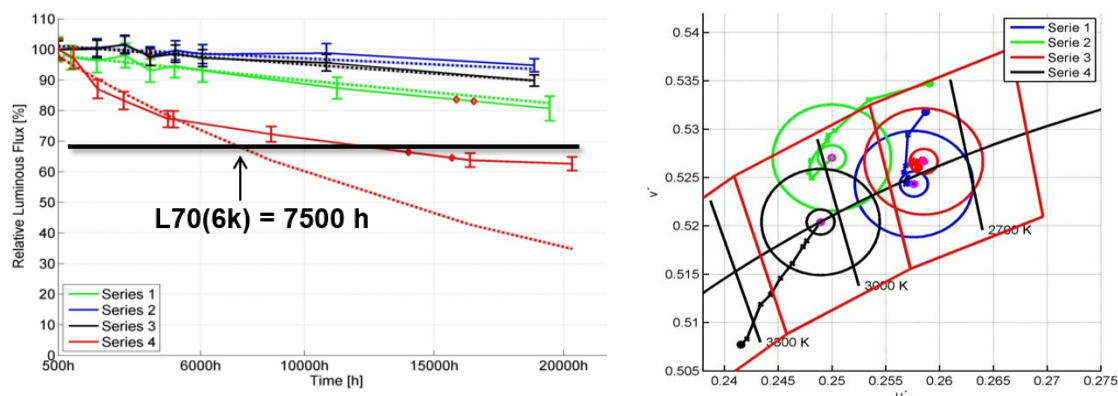 110
100
90
80
70
60
50
40
30
20
10
0
Relative Luminous Flux [%]
L70(6k) = 7500 h
Series 1
Series 2
Series 3
Series 4
500h
6000h
10000h
15000h
20000h
Time [h]
0.54
0.535
0.53
0.525
0.52
0.515
0.51
0.505
v´
Serie 1
Serie 2
Serie 3
Serie 4
2700 K
3000 K
3300 K
0.24
0.245
0.25
0.255
0.26
0.265
0.27
0.275
u´